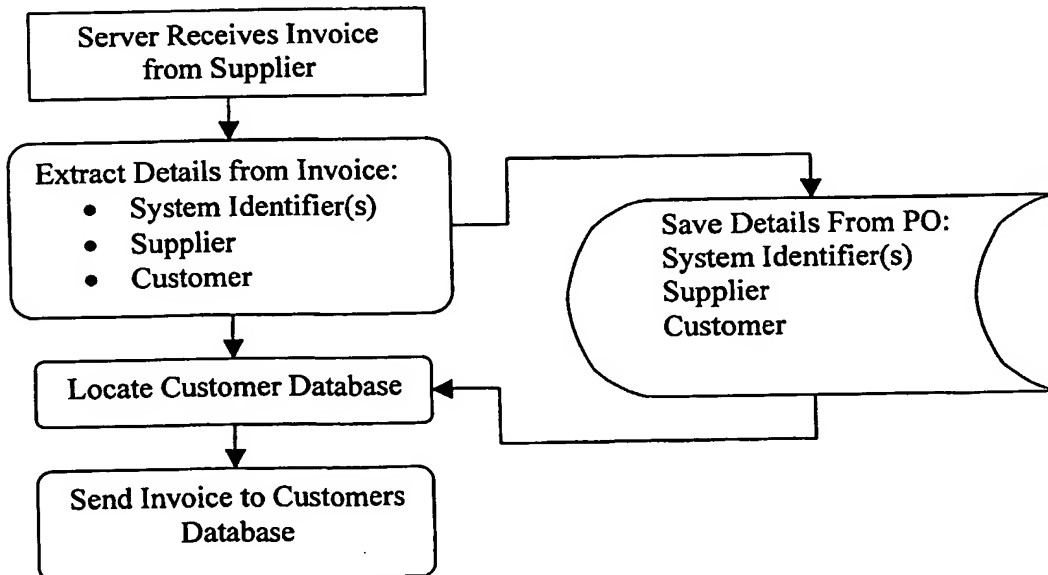 Server Receives Invoice
from Supplier
Extract Details from Invoice:
• System Identifier(s)
• Supplier
• Customer
Save Details From PO:
System Identifier(s)
Supplier
Customer
Locate Customer Database
Send Invoice to Customers
Database